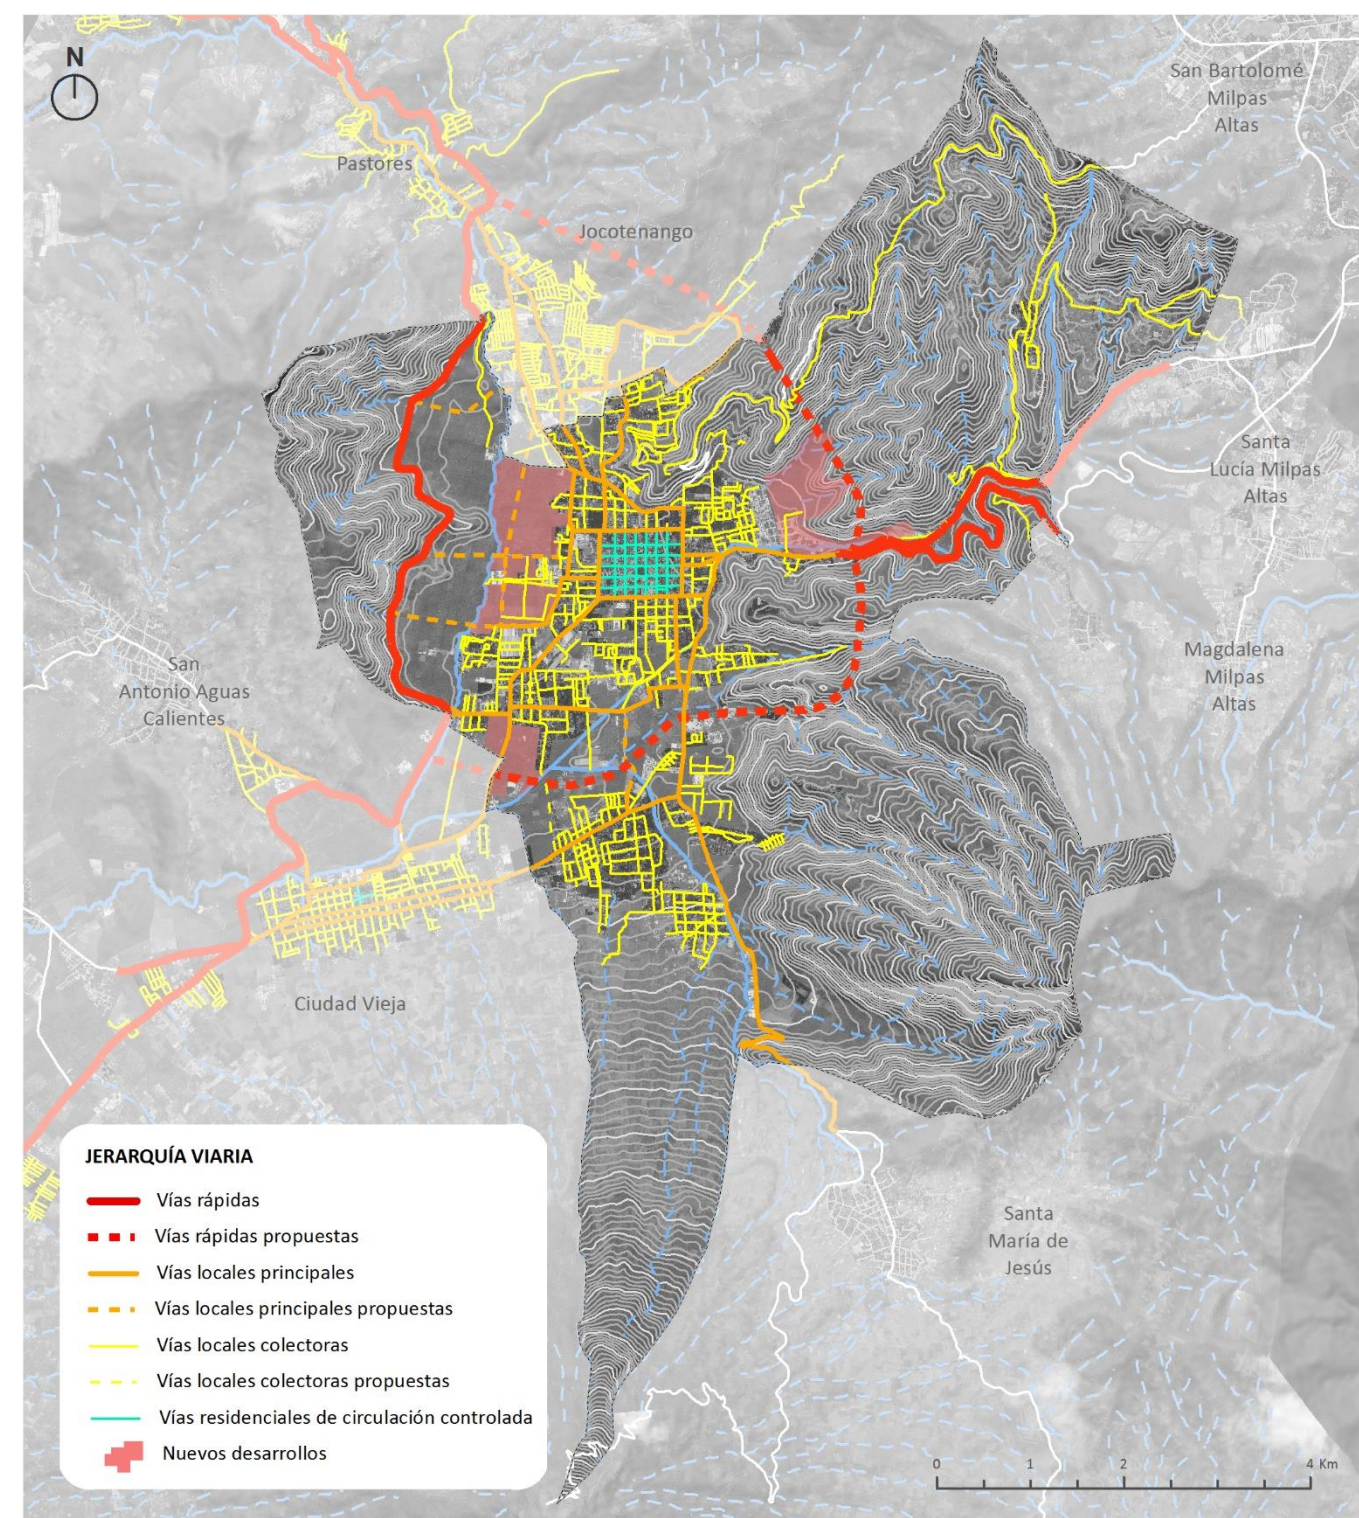 N
San Bartolomé
Milpas
Altas
Pastores
Jocotenango
Santa
Lucía Milpas
Altas
San
Antonio Aguas
Calientes
Magdalena
Milpas
Altas
Ciudad Vieja
Santa
María de
Jesús
JERARQUÍA VIARIA
Vías rápidas
Vías rápidas propuestas
Vías locales principales
Vías locales principales propuestas
Vías locales colectoras
Vías locales colectoras propuestas
Vías residenciales de circulación controlada
Nuevos desarrollos
0 1 2 4 Km